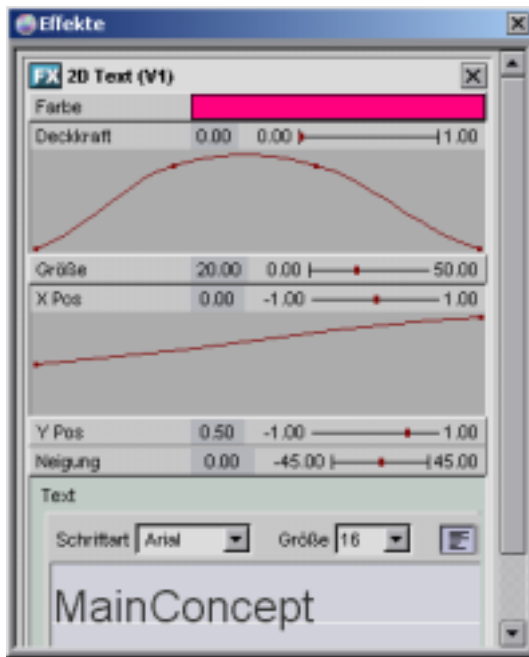 Effekte
FX 2D Text (V1)
Farbe
Deckkraft 0.00 0.00 1.00
Größe 20.00 0.00 50.00
X Pos 0.00 -1.00 1.00
Y Pos 0.50 -1.00 1.00
Neigung 0.00 -45.00 45.00
Text
Schriftart Arial Größe 16
MainConcept